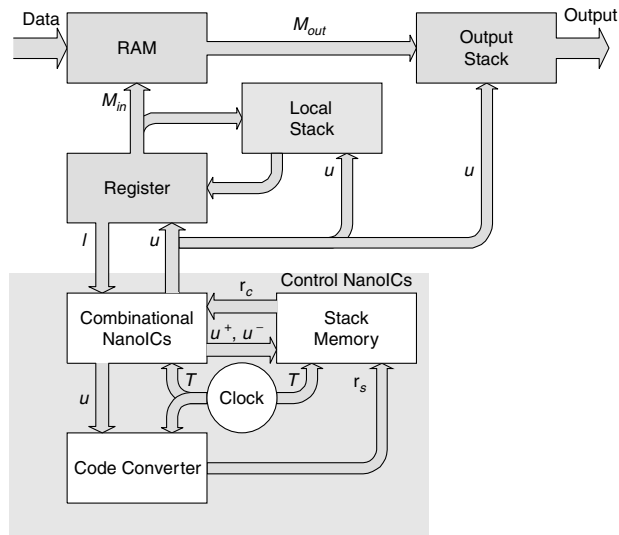 Data
RAM
M_out
Output
Stack
Output
M_in
Local
Stack
Register
u
u
I
u
Control NanoICs
r_c
Combinational
NanoICs
u⁺, u⁻
Stack
Memory
T
T
r_s
u
Clock
Code Converter